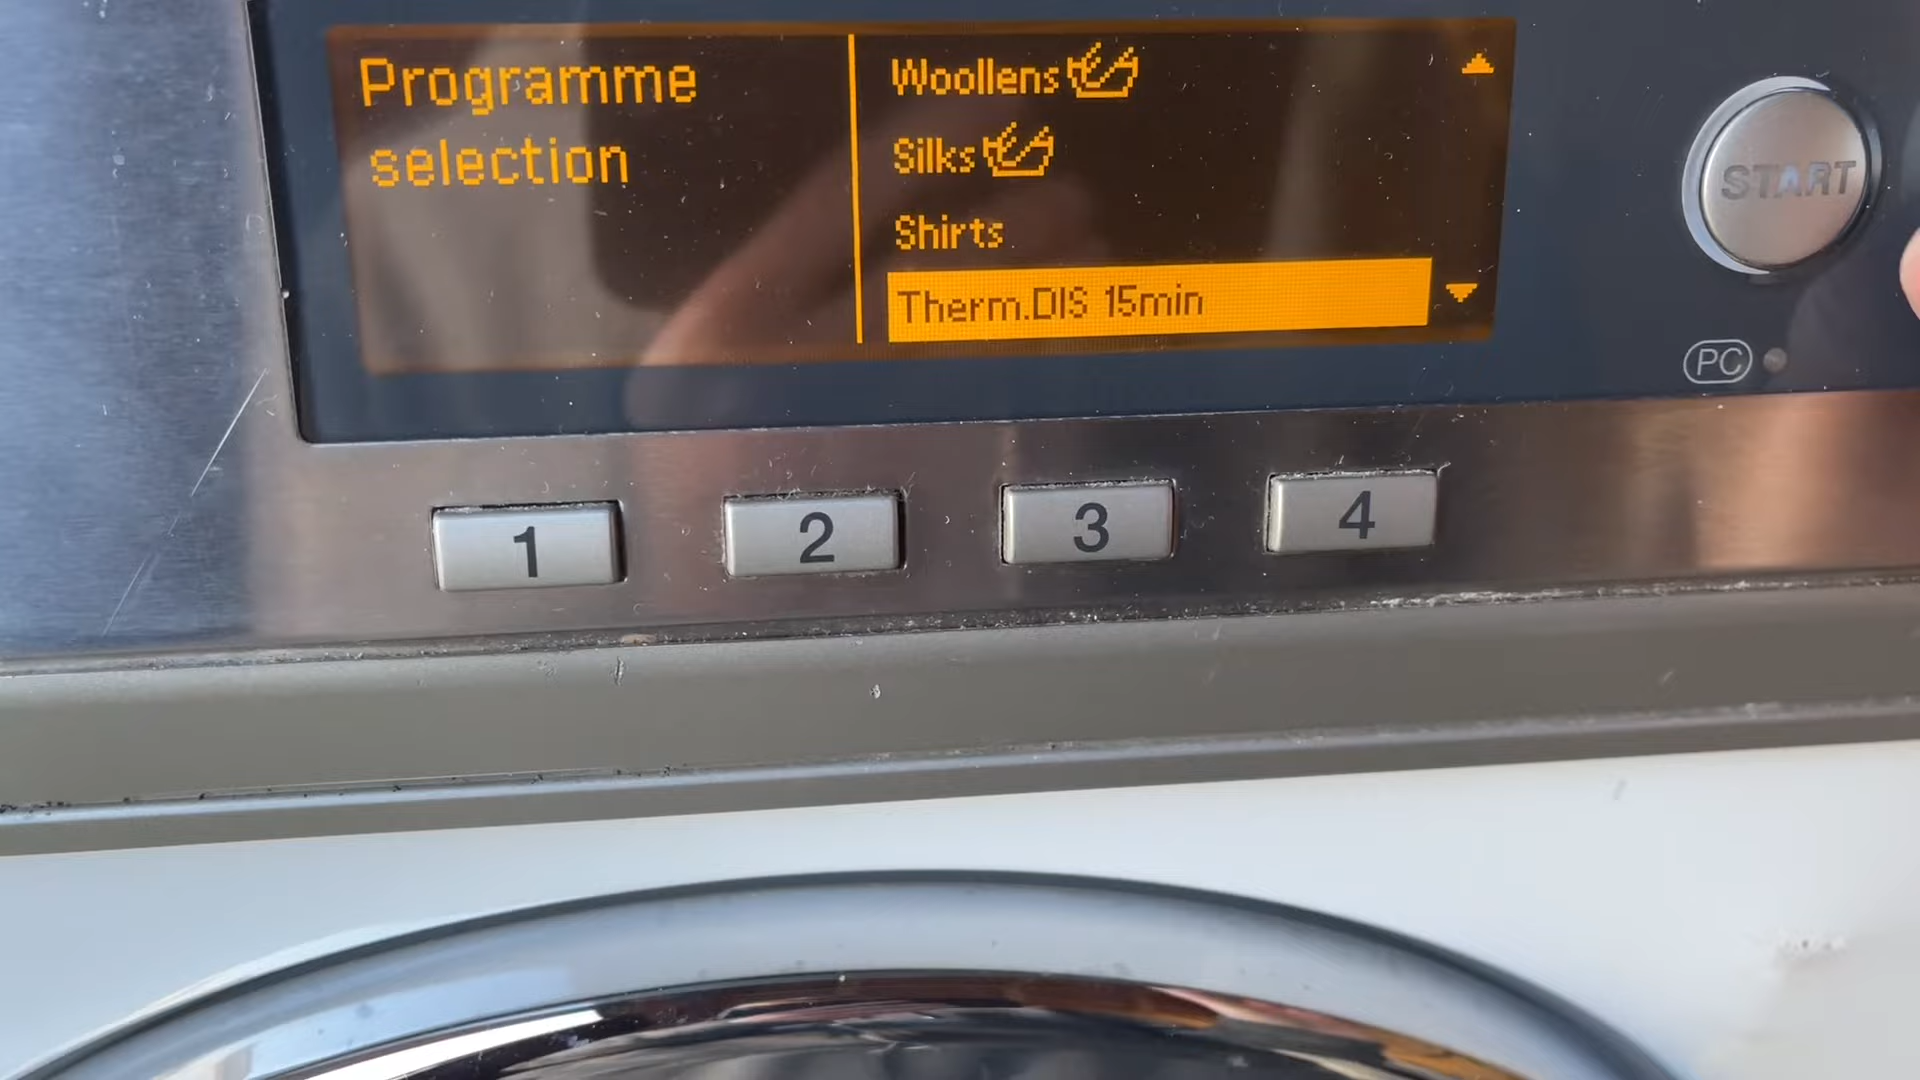 Programme
selection
Woollens
Silks
Shirts
Therm.DIS 15min
START
PC
1
2
3
4